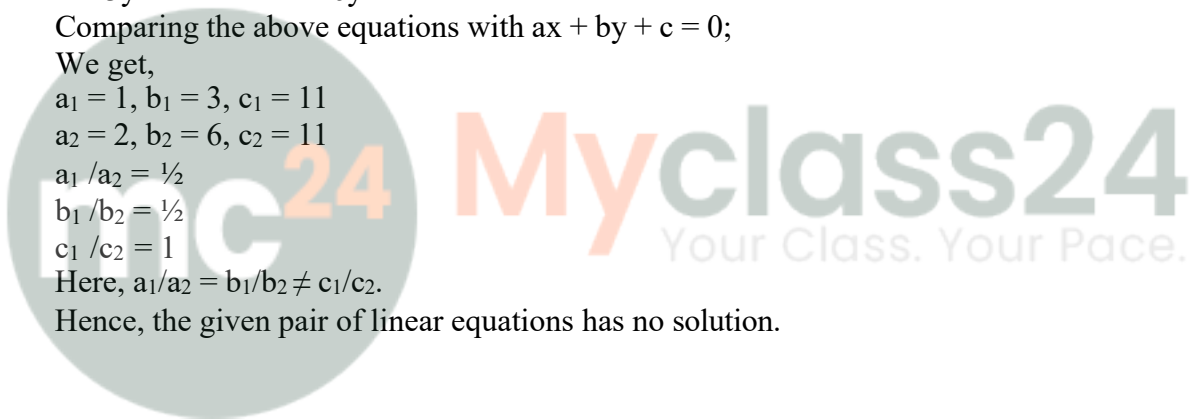 Comparing the above equations with ax + by + c = 0;
We get,
a₁ = 1, b₁ = 3, c₁ = 11
a₂ = 2, b₂ = 6, c₂ = 11
a₁ /a₂ = ½
b₁ /b₂ = ½
c₁ /c₂ = 1
Here, a₁/a₂ = b₁/b₂ ≠ c₁/c₂.
Hence, the given pair of linear equations has no solution.
mc24
Myclass24
Your Class. Your Pace.